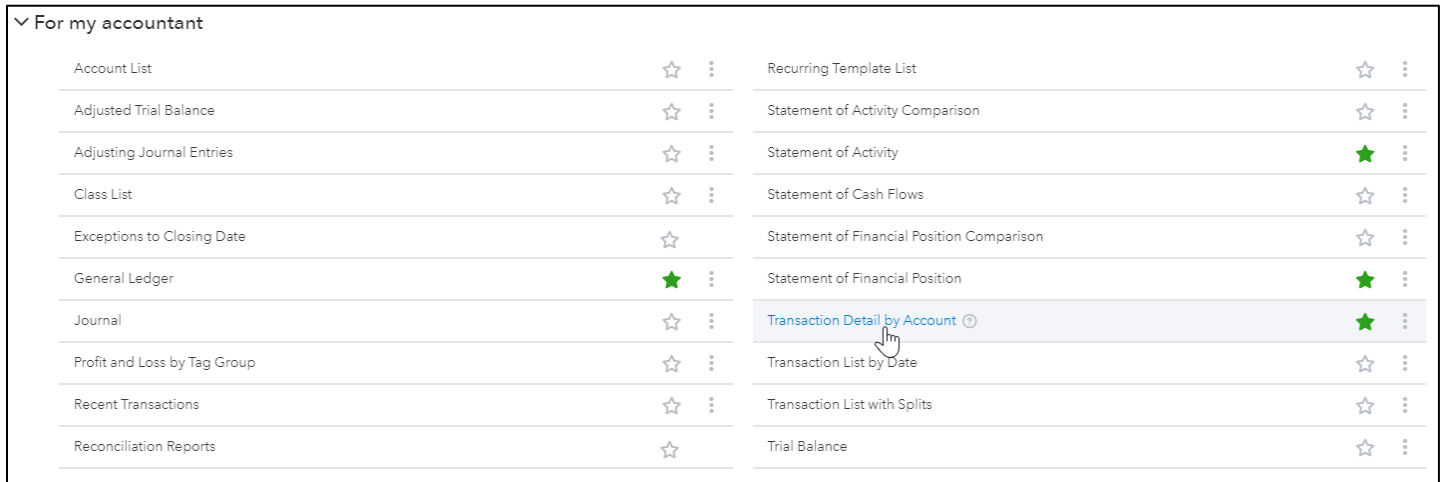 For my accountant
Account List
Adjusted Trial Balance
Adjusting Journal Entries
Class List
Exceptions to Closing Date
General Ledger
Journal
Profit and Loss by Tag Group
Recent Transactions
Reconciliation Reports
Recurring Template List
Statement of Activity Comparison
Statement of Activity
Statement of Cash Flows
Statement of Financial Position Comparison
Statement of Financial Position
Transaction Detail by Account ?
Transaction List by Date
Transaction List with Splits
Trial Balance